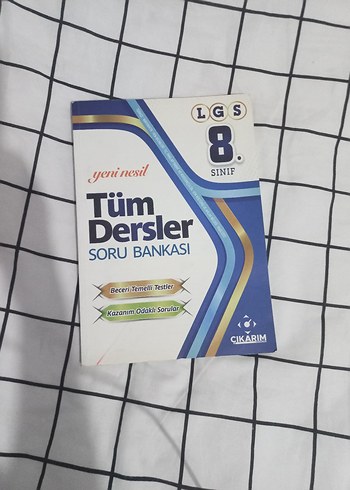 LGS
8.
SINIF
yeni nesil
Tüm
Dersler
SORU BANKASI
Beceri Temelli Testler
Kazanım Odaklı Sorular
ÇIKARIM